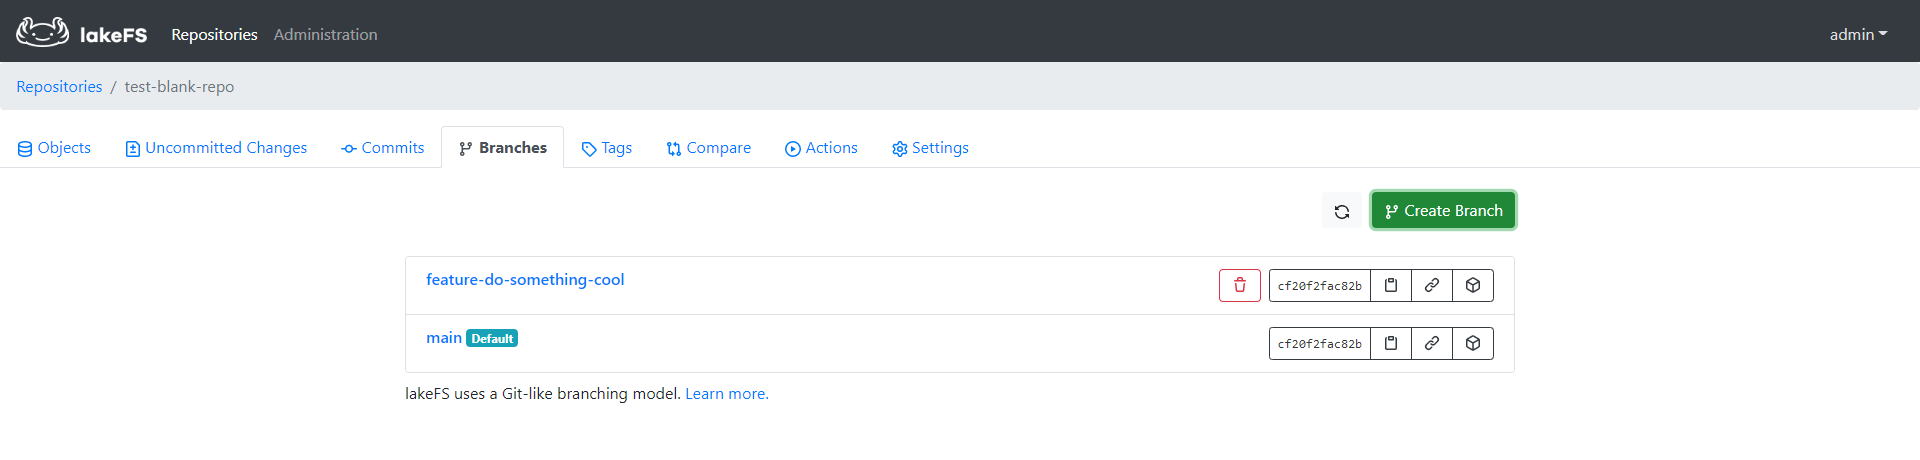 lakeFS Repositories Administration admin
Repositories / test-blank-repo
Objects Uncommitted Changes Commits Branches Tags Compare Actions Settings
Create Branch
feature-do-something-cool cf20f2fac82b
main Default cf20f2fac82b
lakeFS uses a Git-like branching model. Learn more.